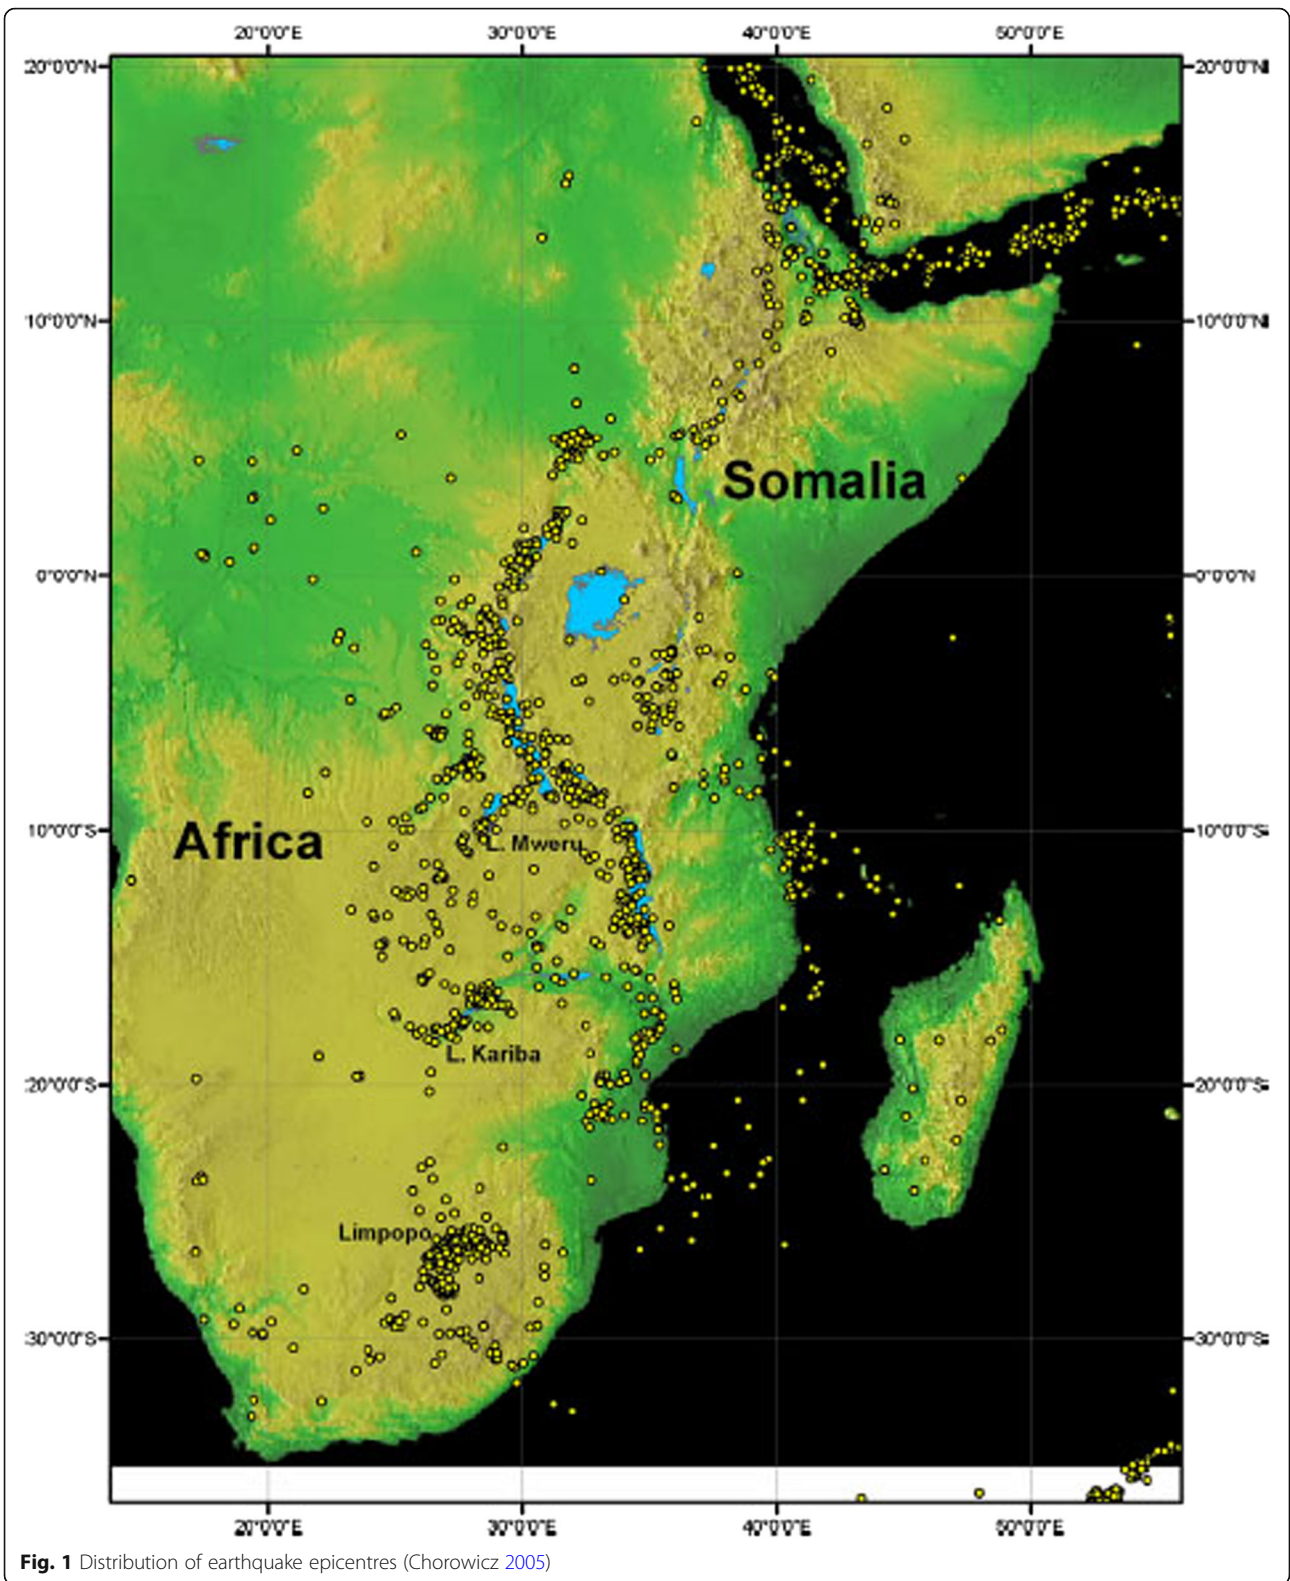 20°0'0"E 30°0'0"E 40°0'0"E 50°0'0"E
20°0'0"N 20°0'0"N
10°0'0"N 10°0'0"N
Somalia
0°0'0"N 0°0'0"N
10°0'0"S 10°0'0"S
Africa
L. Mweru
L. Kariba
20°0'0"S 20°0'0"S
Limpopo
30°0'0"S 30°0'0"S
20°0'0"E 30°0'0"E 40°0'0"E 50°0'0"E
Fig. 1 Distribution of earthquake epicentres (Chorowicz 2005)